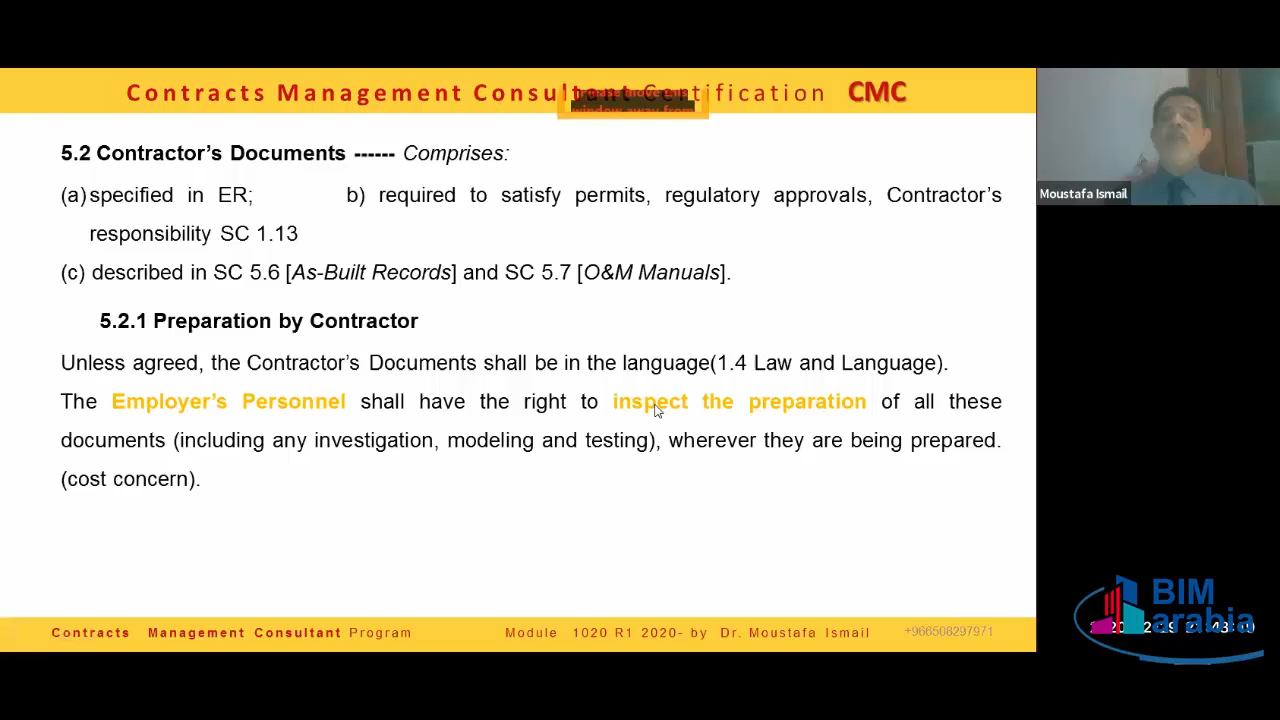 Contracts Management Consultant Certification CMC
Moustafa Ismail
5.2 Contractor's Documents ------ Comprises:
(a) specified in ER; b) required to satisfy permits, regulatory approvals, Contractor's
responsibility SC 1.13
(c) described in SC 5.6 [As-Built Records] and SC 5.7 [O&M Manuals].
5.2.1 Preparation by Contractor
Unless agreed, the Contractor's Documents shall be in the language(1.4 Law and Language).
The Employer's Personnel shall have the right to inspect the preparation of all these
documents (including any investigation, modeling and testing), wherever they are being prepared.
(cost concern).
Contracts Management Consultant Program Module 1020 R1 2020- by Dr. Moustafa Ismail +966508297971
BIM
arabia